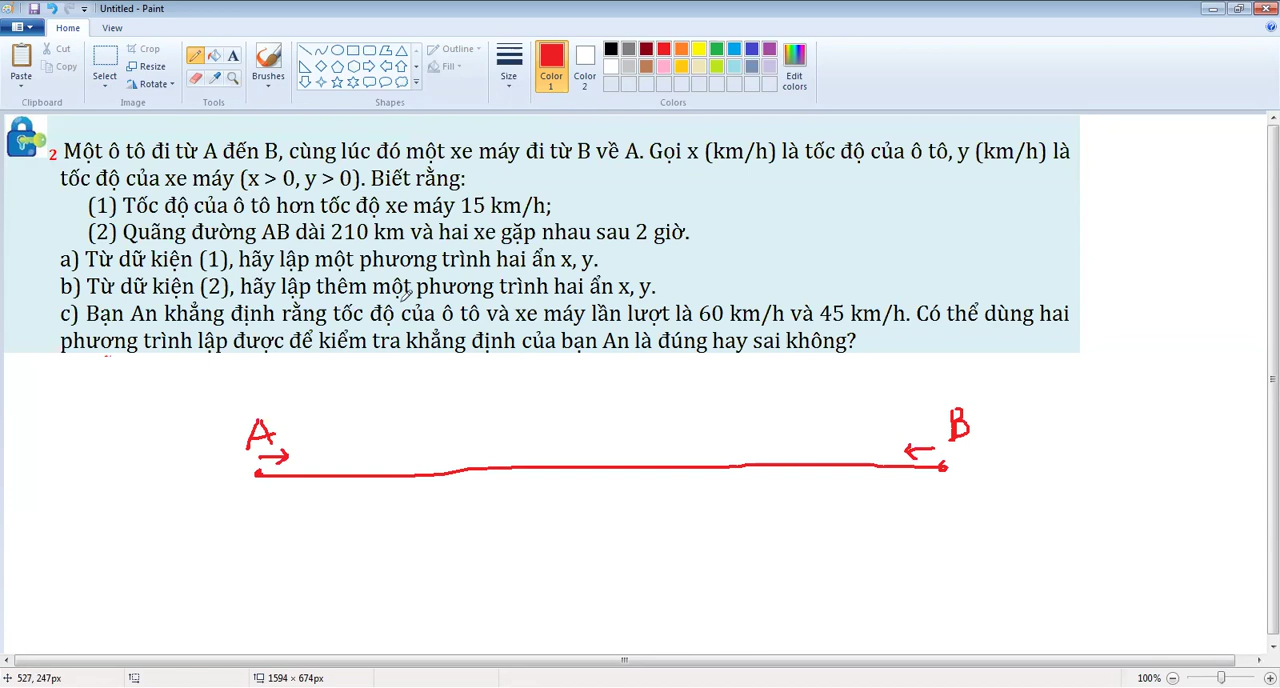 Untitled - Paint
Home
View
Paste
Cut
Copy
Clipboard
Select
Crop
Resize
Rotate
Image
A
Tools
Brushes
Shapes
Outline
Fill
Size
Color 1
Color 2
Edit colors
Colors
2 Một ô tô đi từ A đến B, cùng lúc đó một xe máy đi từ B về A. Gọi x (km/h) là tốc độ của ô tô, y (km/h) là
tốc độ của xe máy (x > 0, y > 0). Biết rằng:
(1) Tốc độ của ô tô hơn tốc độ xe máy 15 km/h;
(2) Quãng đường AB dài 210 km và hai xe gặp nhau sau 2 giờ.
a) Từ dữ kiện (1), hãy lập một phương trình hai ẩn x, y.
b) Từ dữ kiện (2), hãy lập thêm một phương trình hai ẩn x, y.
c) Bạn An khẳng định rằng tốc độ của ô tô và xe máy lần lượt là 60 km/h và 45 km/h. Có thể dùng hai
phương trình lập được để kiểm tra khẳng định của bạn An là đúng hay sai không?
A
B
527, 247px
1594 × 674px
100%